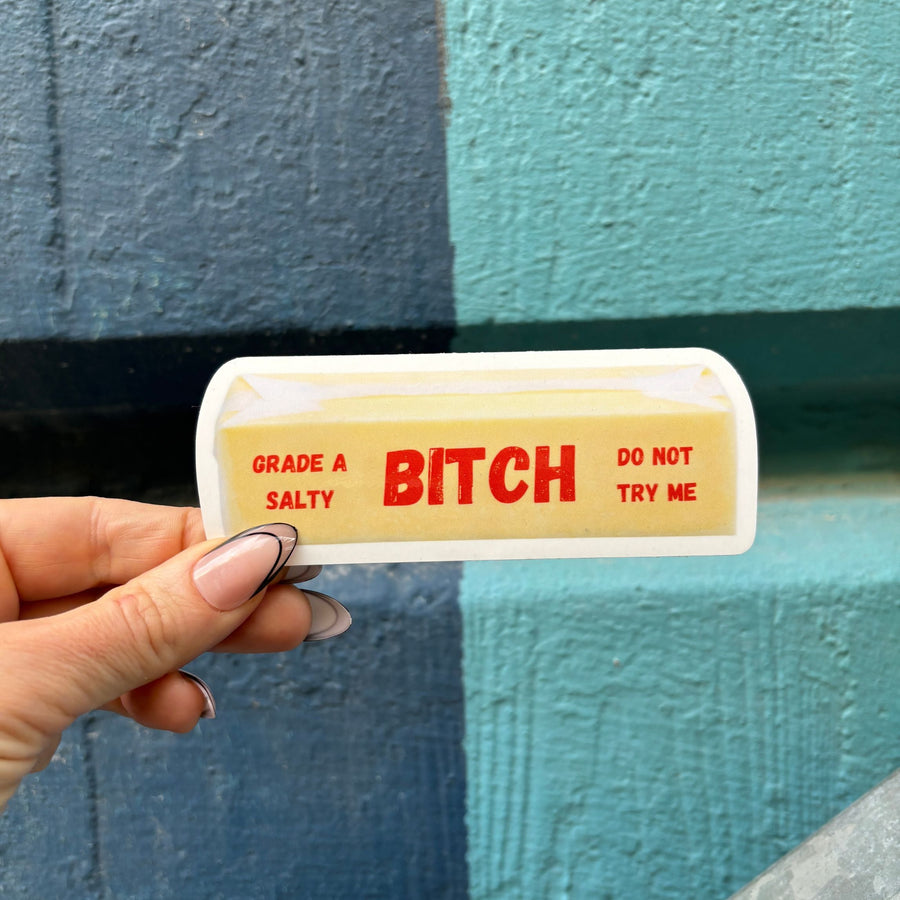 GRADE A
SALTY
BITCH
DO NOT
TRY ME